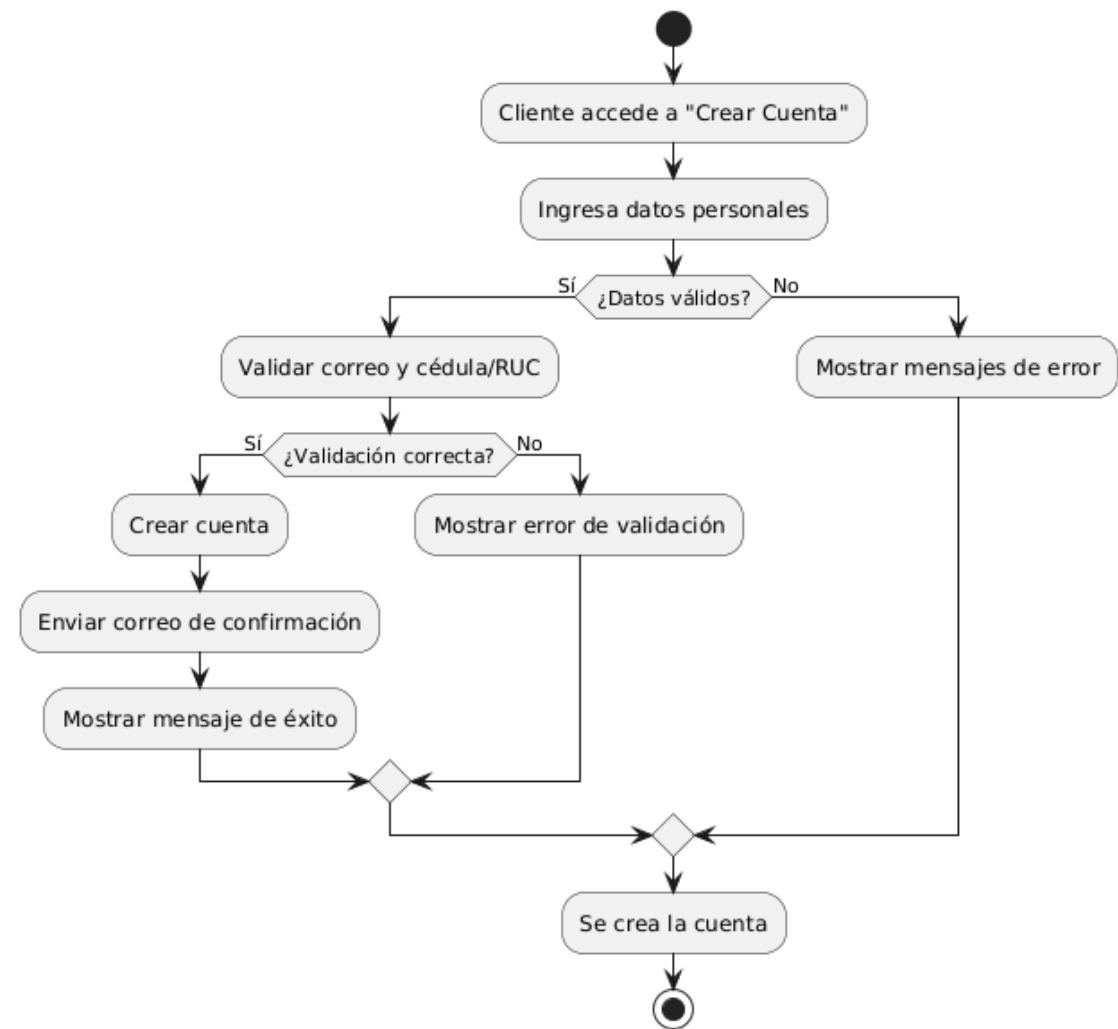 Cliente accede a "Crear Cuenta"
Ingresa datos personales
Sí
¿Datos válidos?
No
Validar correo y cédula/RUC
Mostrar mensajes de error
Sí
¿Validación correcta?
No
Crear cuenta
Mostrar error de validación
Enviar correo de confirmación
Mostrar mensaje de éxito
Se crea la cuenta